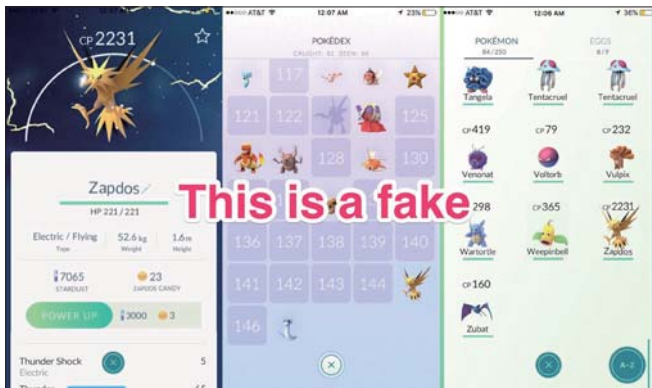 CP 2231
Zapdos
HP 221 / 221
Electric / Flying
Type
52.6 kg
Weight
1.6m
Height
7065
STARDUST
23
ZAPDOS CANDY
POWER UP
3000
3
Thunder Shock
5
Electric
AT&T
12:07 AM
23%
POKÉDEX
117
121
122
125
128
130
136
137
138
139
140
141
142
143
144
146
AT&T
12:06 AM
36%
POKÉMON
84/250
EGGS
8/9
Tangela
Tentacruel
Tentacruel
CP 419
CP 79
CP 232
Venonat
Voltorb
Vulpix
298
CP 365
CP 2231
Wartortle
Weepinbell
Zapdos
CP 160
Zubat
A-Z
This is a fake